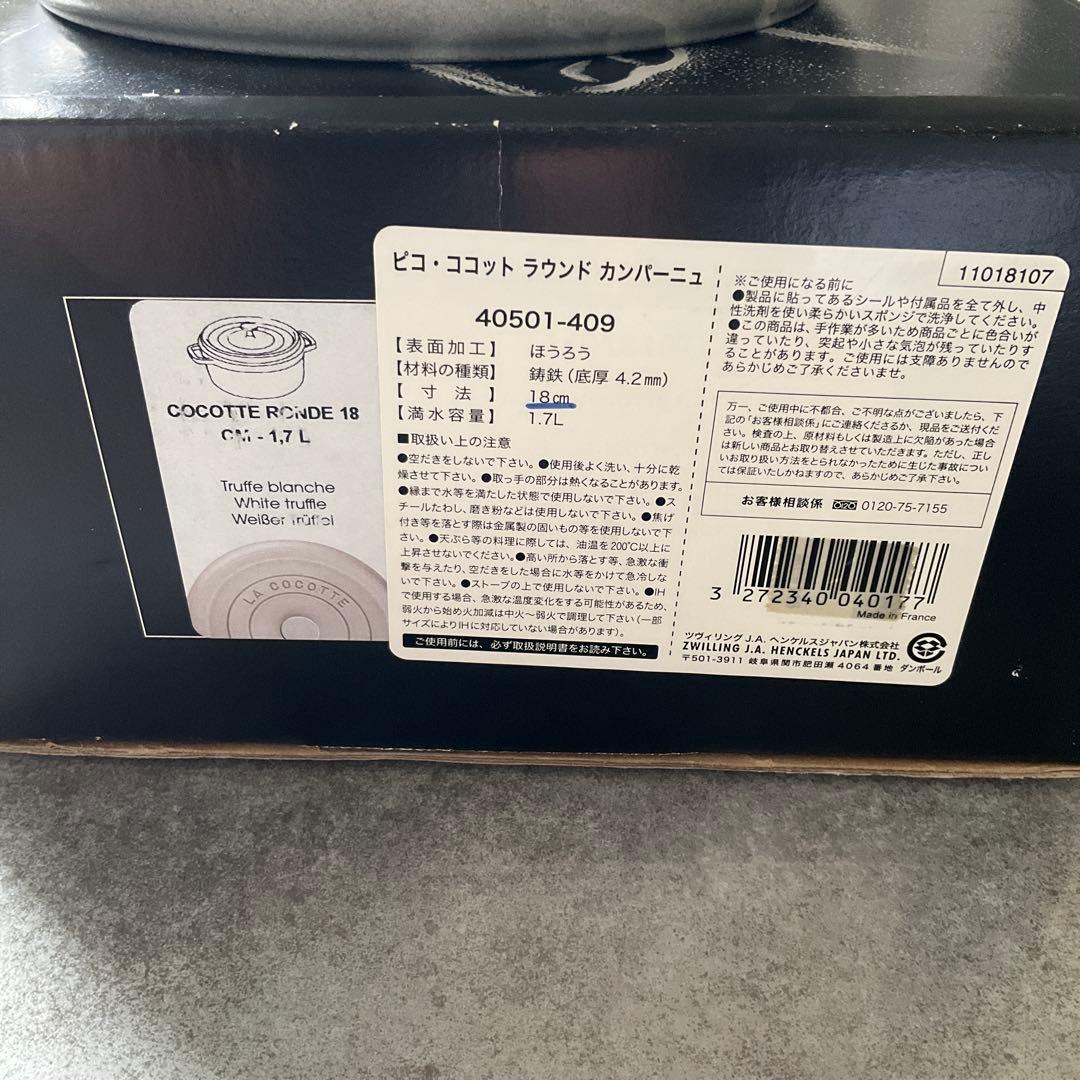 COCOTTE RONDE 18
CM - 1,7 L
Truffe blanche
White truffle
Weißer Trüffel
LA COCOTTE
ピコ・ココット ラウンド カンパーニュ
40501-409
【表面加工】 ほうろう
【材料の種類】 鋳鉄(底厚 4.2㎜)
【寸法】 18㎝
【満水容量】 1.7L
■取扱い上の注意
●空だきをしないで下さい。●使用後よく洗い、十分に乾
燥させて下さい。●取っ手の部分は熱くなることがあります。
●縁まで水等を満たした状態で使用しないで下さい。●ス
チールたわし、磨き粉などは使用しないで下さい。●焦げ
付き等を落とす際は金属製の固いもの等を使用しないで下
さい。●天ぷら等の料理に際しては、油温を200℃以上に
上昇させないでください。●高い所から落とす等、急激な衝
撃を与えたり、空だきをした場合に水等をかけて急冷しな
いで下さい。●ストーブの上で使用しないで下さい。●IH
で使用する場合、急激な温度変化をする可能性があるため、
弱火から始め火加減は中火~弱火で調理して下さい(一部
サイズによりIHに対応していない場合があります)。
ご使用前には、必ず取扱説明書をお読み下さい。
11018107
※ご使用になる前に
●製品に貼ってあるシールや付属品を全て外し、中
性洗剤を使い柔らかいスポンジで洗浄してください。
●この商品は、手作業が多いため商品ごとに色合いが
違っていたり、突起や小さな気泡が残っていたりす
ることがあります。ご使用には支障ありませんので
あらかじめご了承くださいませ。
万一、ご使用中に不都合、ご不明な点がございましたら、下
記の「お客様相談係」にご連絡くださるか、現品をご送付くだ
さい。検査の上、原材料もしくは製造上に欠陥があった場合
は新しい商品とお取り替えさせていただきます。ただし、正し
いお取り扱い方法をとられなかったために生じた事故につい
ては保証いたしかねますので、あらかじめご了承下さい。
お客様相談係 0120-75-7155
3 272340 040177
Made in France
ツヴィリング J.A. ヘンケルスジャパン株式会社
ZWILLING J.A. HENCKELS JAPAN LTD.
〒501-3911 岐阜県関市肥田瀬 4064 番地 ダンボール